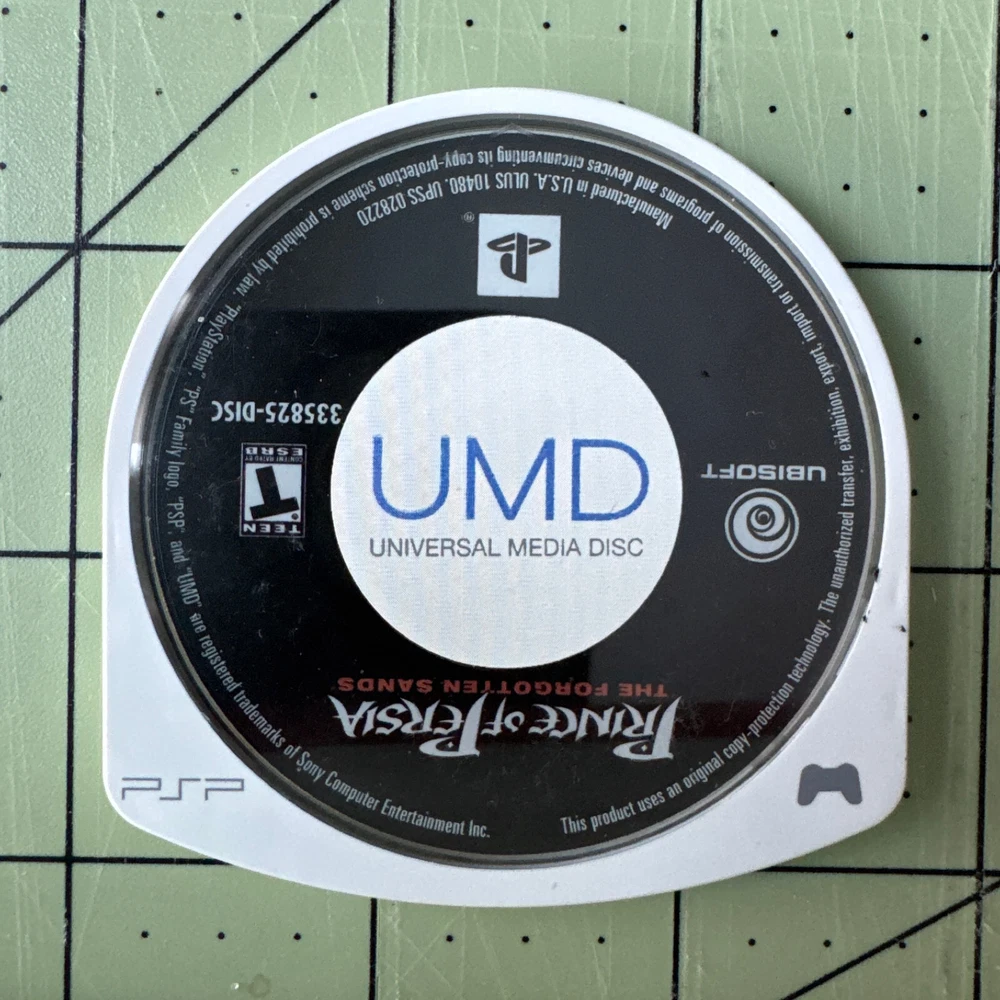 Manufactured in U.S.A. ULUS 10480. UPSS 028220
®
335825-DISC
TEEN
T
CONTENT RATED BY
ESRB
UBISOFT
UMD
UNIVERSAL MEDIA DISC
PRINCE OF PERSIA
THE FORGOTTEN SANDS
This product uses an original copy-protection technology. The unauthorized transfer, exhibition, export, import or transmission of programs and devices circumventing its copy-protection scheme is prohibited by law. "PlayStation", "PS" Family logo, "PSP" and "UMD" are registered trademarks of Sony Computer Entertainment Inc.
PSP